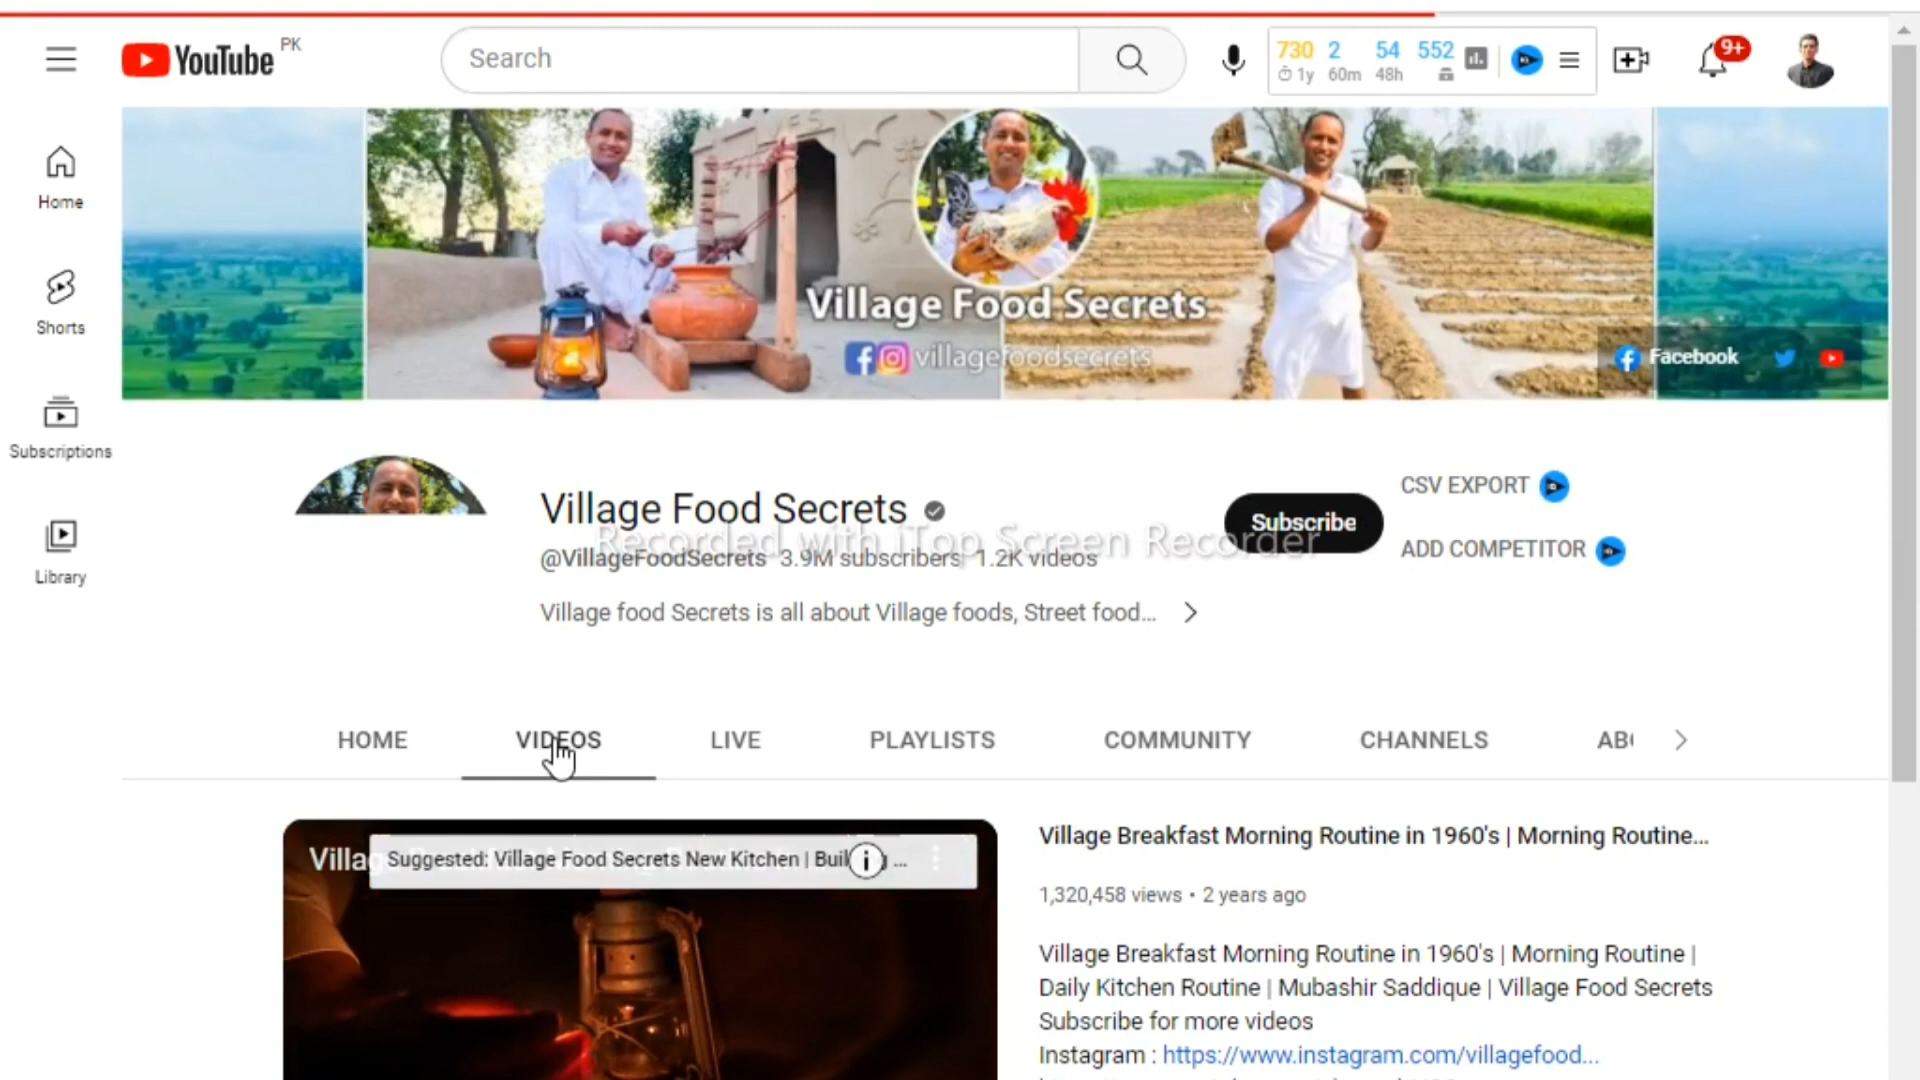 YouTube PK
Search
730 2 54 552
1y 60m 48h
9+
Home
Shorts
Subscriptions
Library
Village Food Secrets
villagefoodsecrets
Facebook
Village Food Secrets
@VillageFoodSecrets 3.9M subscribers 1.2K videos
Recorded with iTop Screen Recorder
Village food Secrets is all about Village foods, Street food...
Subscribe
CSV EXPORT
ADD COMPETITOR
HOME VIDEOS LIVE PLAYLISTS COMMUNITY CHANNELS
Suggested: Village Food Secrets New Kitchen | ...
Village Breakfast Morning Routine in 1960's | Morning Routine...
1,320,458 views • 2 years ago
Village Breakfast Morning Routine in 1960's | Morning Routine |
Daily Kitchen Routine | Mubashir Saddique | Village Food Secrets
Subscribe for more videos
Instagram : https://www.instagram.com/villagefood...